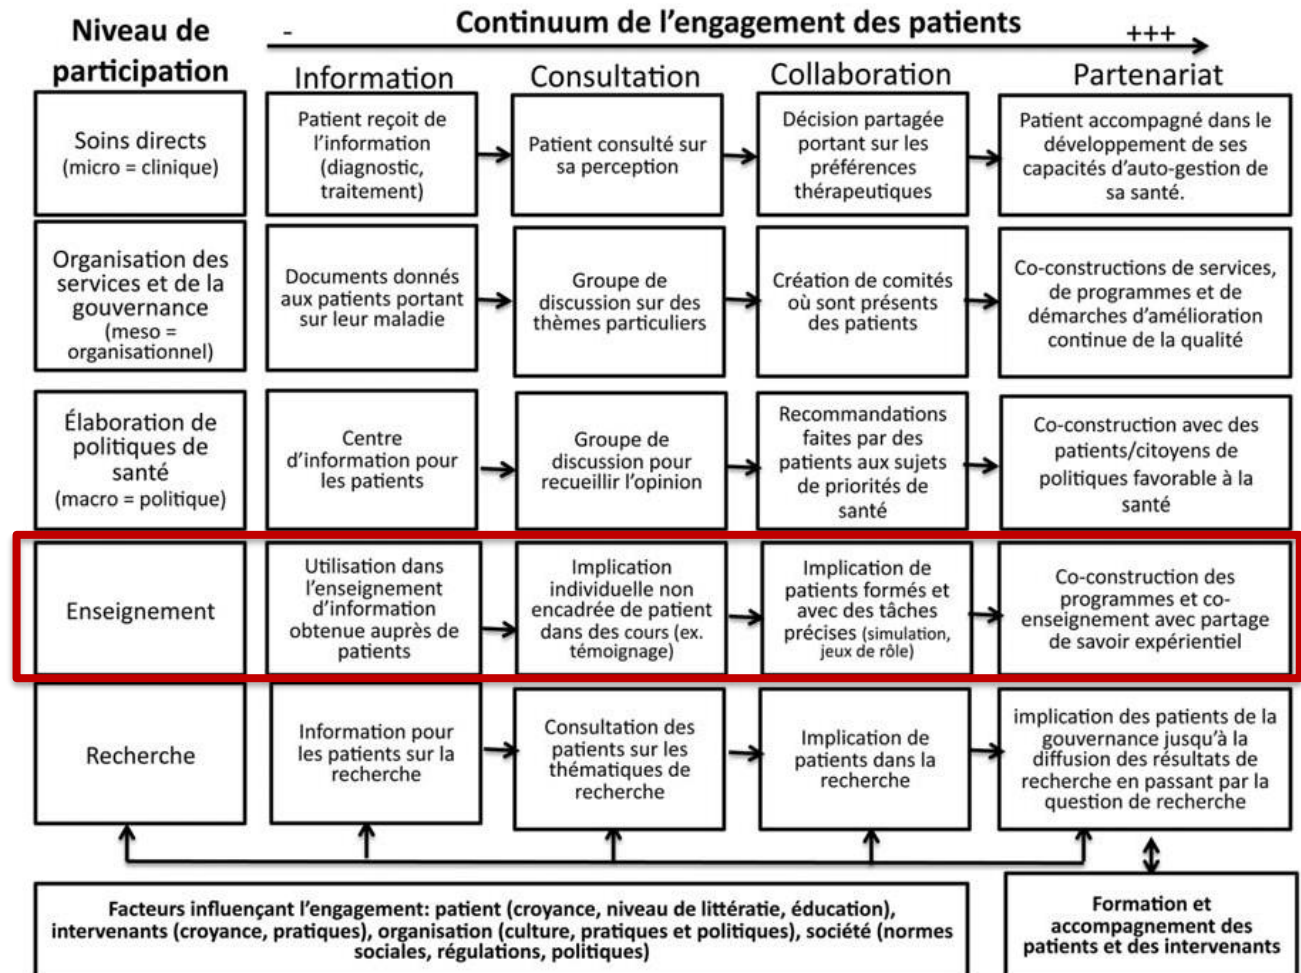 Niveau de
participation
Continuum de l'engagement des patients
-
+++
Information
Consultation
Collaboration
Partenariat
Soins directs
(micro = clinique)
Patient reçoit de
l'information
(diagnostic,
traitement)
Patient consulté sur
sa perception
Décision partagée
portant sur les
préférences
thérapeutiques
Patient accompagné dans le
développement de ses
capacités d'auto-gestion de
sa santé.
Organisation des
services et de la
gouvernance
(meso =
organisationnel)
Documents donnés
aux patients portant
sur leur maladie
Groupe de
discussion sur des
thèmes particuliers
Création de comités
où sont présents
des patients
Co-constructions de services,
de programmes et de
démarches d'amélioration
continue de la qualité
Élaboration de
politiques de
santé
(macro = politique)
Centre
d'information pour
les patients
Groupe de
discussion pour
recueillir l'opinion
Recommandations
faites par des
patients aux sujets
de priorités de
santé
Co-construction avec des
patients/citoyens de
politiques favorable à la
santé
Enseignement
Utilisation dans
l'enseignement
d'information
obtenue auprès de
patients
Implication
individuelle non
encadrée de patient
dans des cours (ex.
témoignage)
Implication de
patients formés et
avec des tâches
précises (simulation,
jeux de rôle)
Co-construction des
programmes et co-
enseignement avec partage
de savoir expérientiel
Recherche
Information pour
les patients sur la
recherche
Consultation des
patients sur les
thématiques de
recherche
Implication de
patients dans la
recherche
implication des patients de la
gouvernance jusqu'à la
diffusion des résultats de
recherche en passant par la
question de recherche
Facteurs influençant l'engagement: patient (croyance, niveau de littératie, éducation),
intervenants (croyance, pratiques), organisation (culture, pratiques et politiques), société (normes
sociales, régulations, politiques)
Formation et
accompagnement des
patients et des intervenants